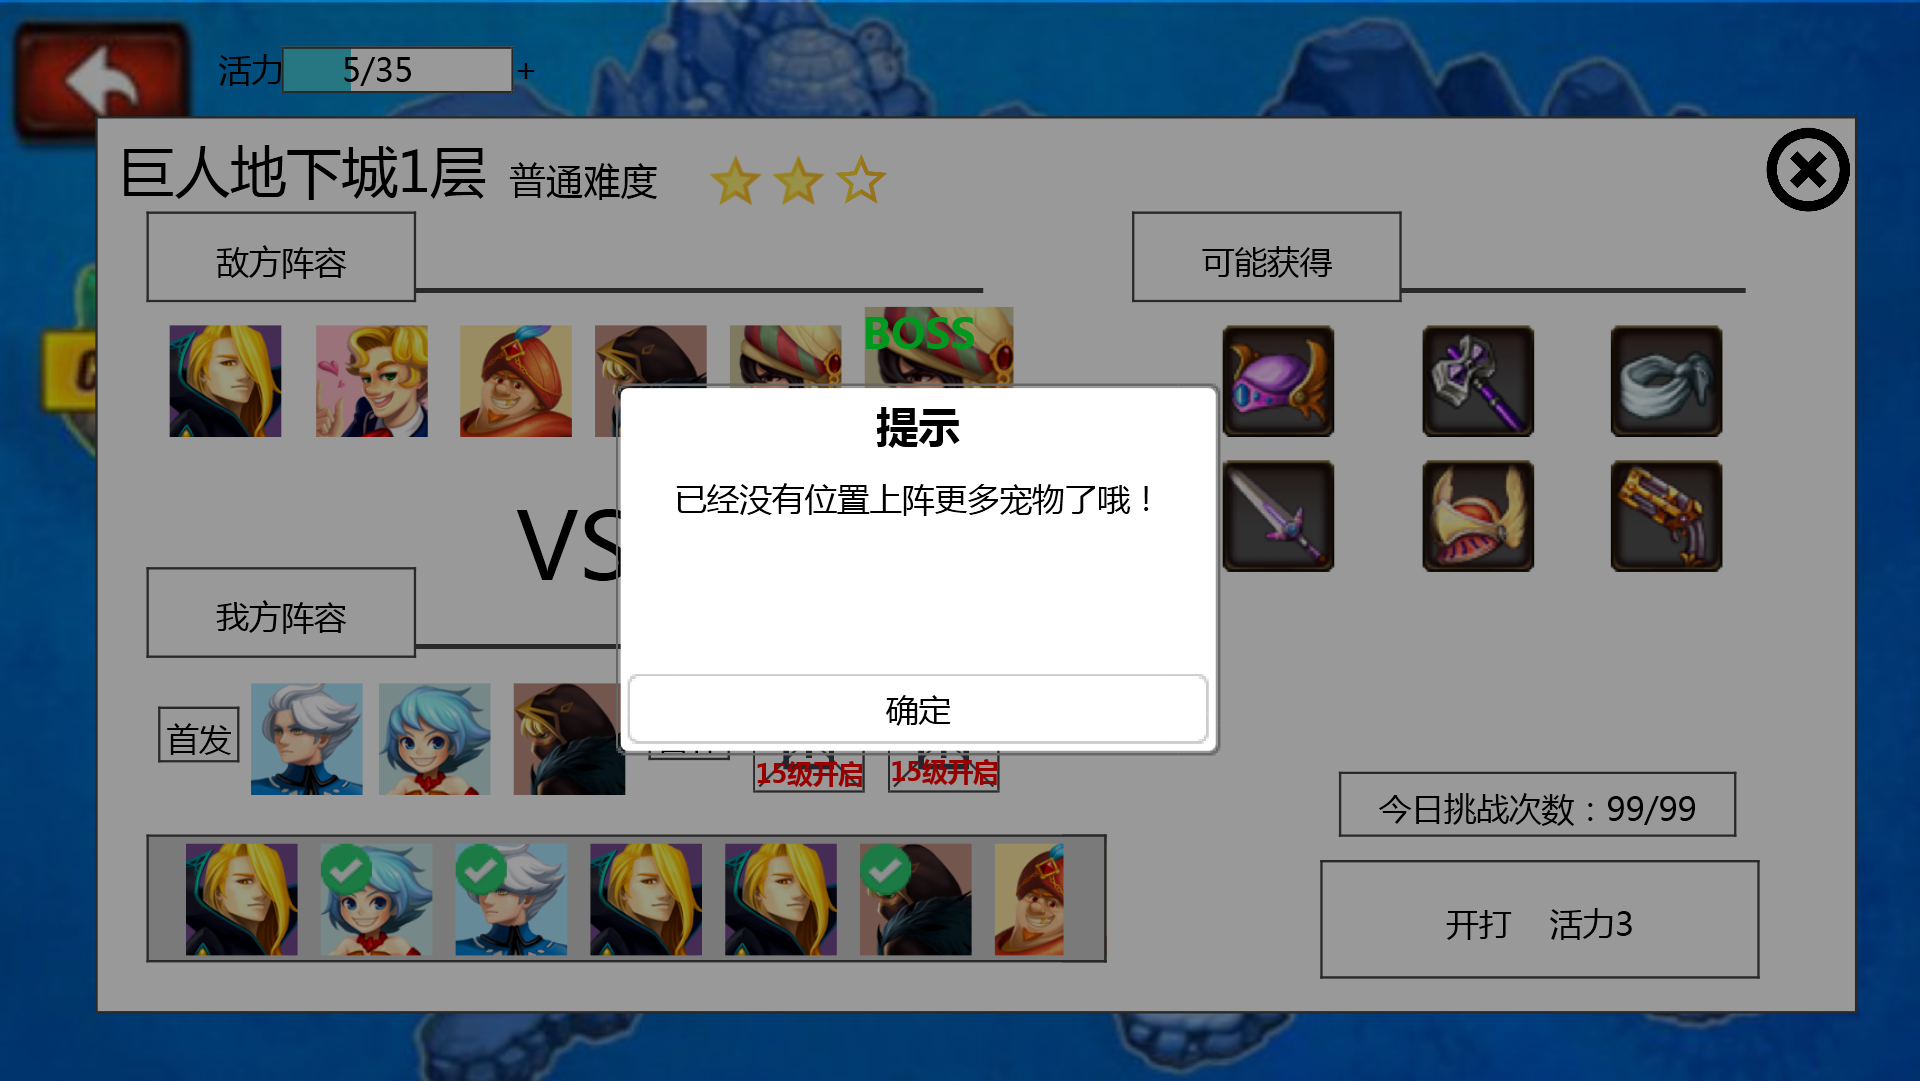 活力 5/35 +
巨人地下城1层 普通难度
敌方阵容
可能获得
BOSS
提示
已经没有位置上阵更多宠物了哦！
VS
我方阵容
确定
首发
15级开启
15级开启
今日挑战次数：99/99
开打 活力3